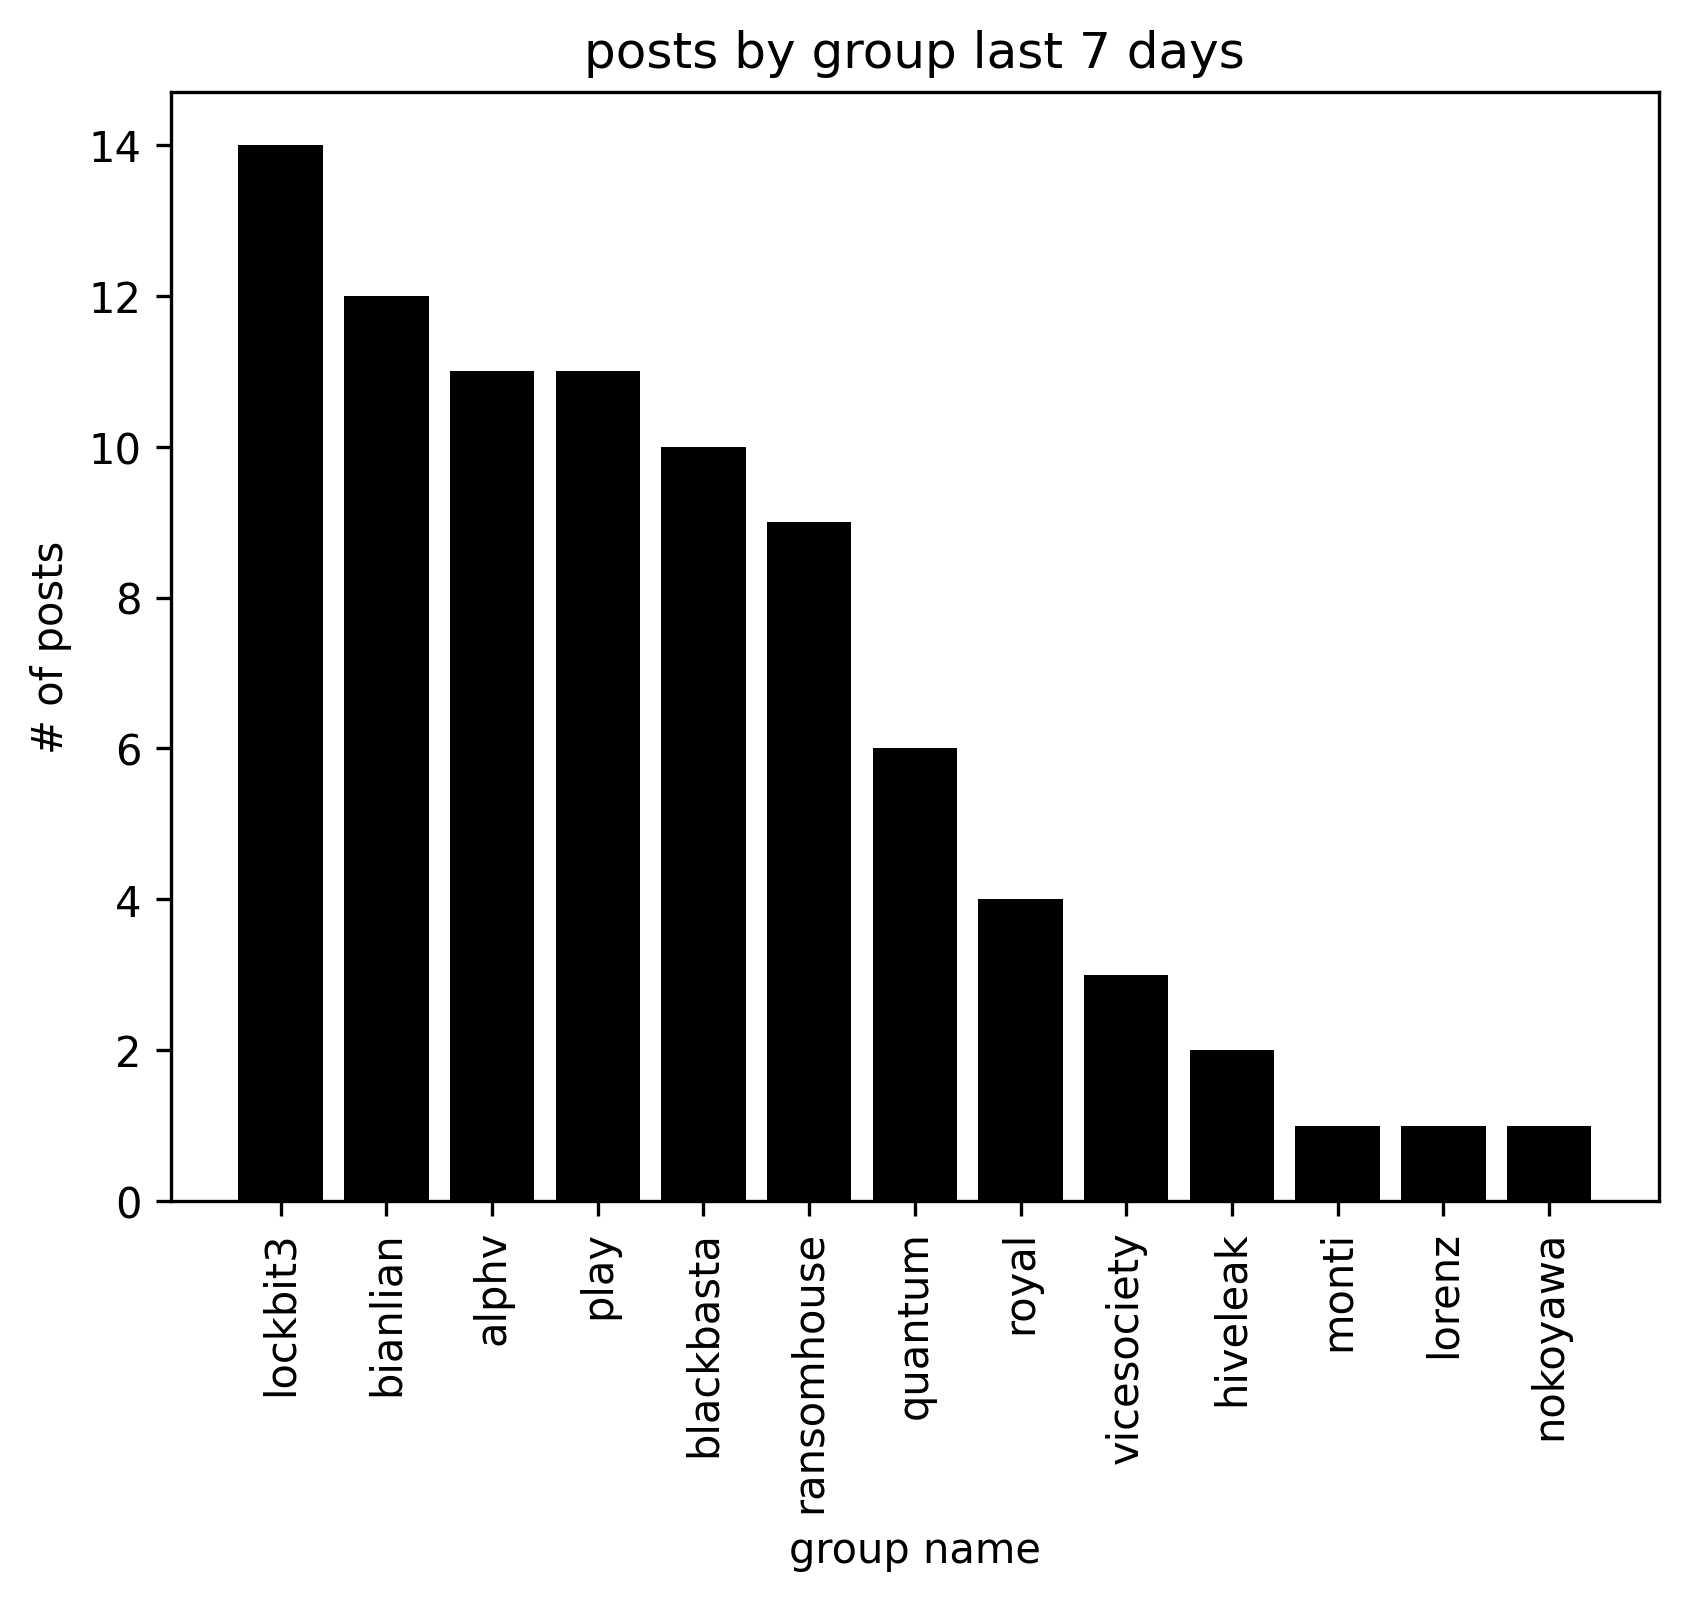 posts by group last 7 days
# of posts
14
12
10
8
6
4
2
0
lockbit3
bianlian
alphv
play
blackbasta
ransomhouse
quantum
royal
vicesociety
hiveleak
monti
lorenz
nokoyawa
group name